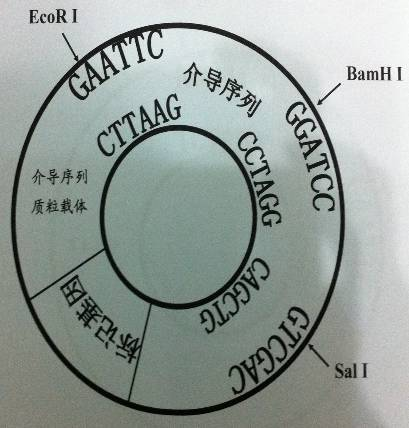 EcoR I
GAATTC
介导序列
BamH I
CTTAAG
GGATCC
CCTAGG
介导序列
质粒载体
CAGCTG
标记基因
GTCGAC
Sal I